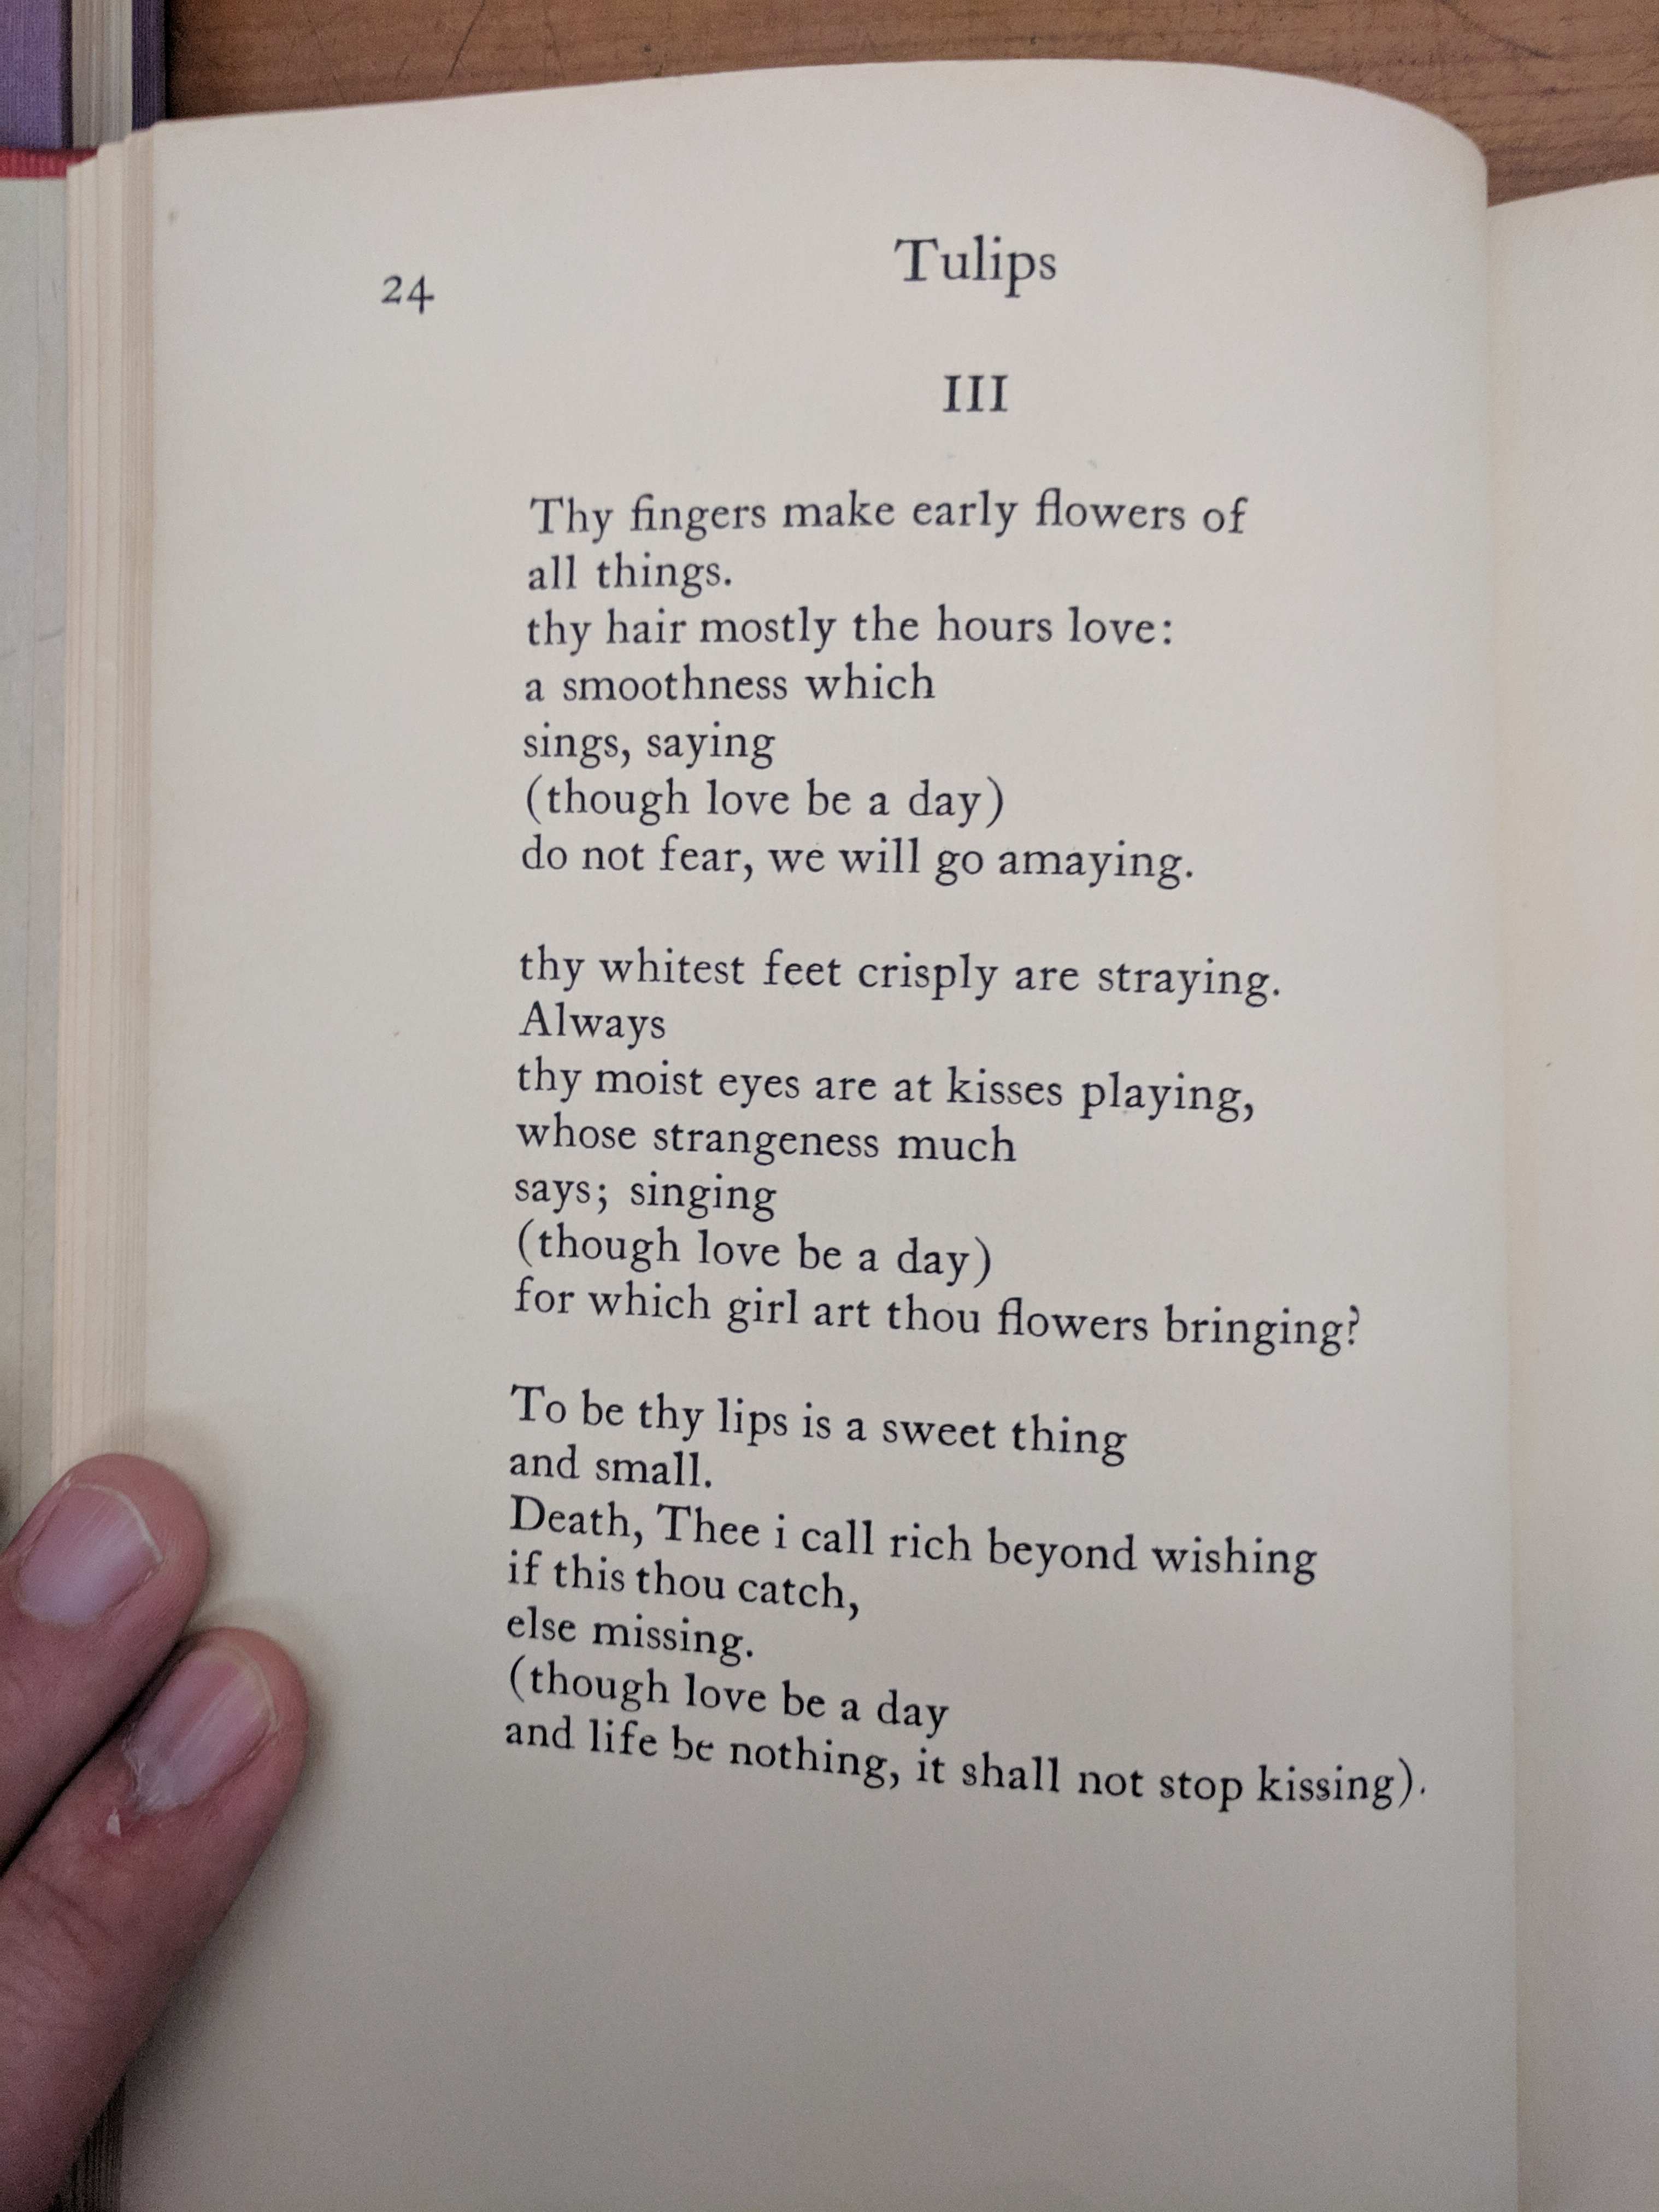 24
Tulips
III
Thy fingers make early flowers of
all things.
thy hair mostly the hours love:
a smoothness which
sings, saying
(though love be a day)
do not fear, we will go amaying.
thy whitest feet crisply are straying.
Always
thy moist eyes are at kisses playing,
whose strangeness much
says; singing
(though love be a day)
for which girl art thou flowers bringing?
To be thy lips is a sweet thing
and small.
Death, Thee i call rich beyond wishing
if this thou catch,
else missing.
(though love be a day
and life be nothing, it shall not stop kissing).